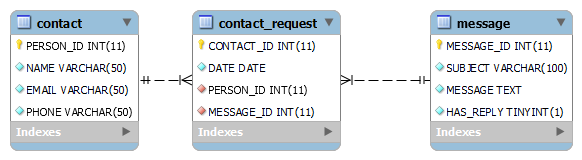 contact
PERSON_ID INT(11)
NAME VARCHAR(50)
EMAIL VARCHAR(50)
PHONE VARCHAR(50)
Indexes
contact_request
CONTACT_ID INT(11)
DATE DATE
PERSON_ID INT(11)
MESSAGE_ID INT(11)
Indexes
message
MESSAGE_ID INT(11)
SUBJECT VARCHAR(100)
MESSAGE TEXT
HAS_REPLY TINYINT(1)
Indexes